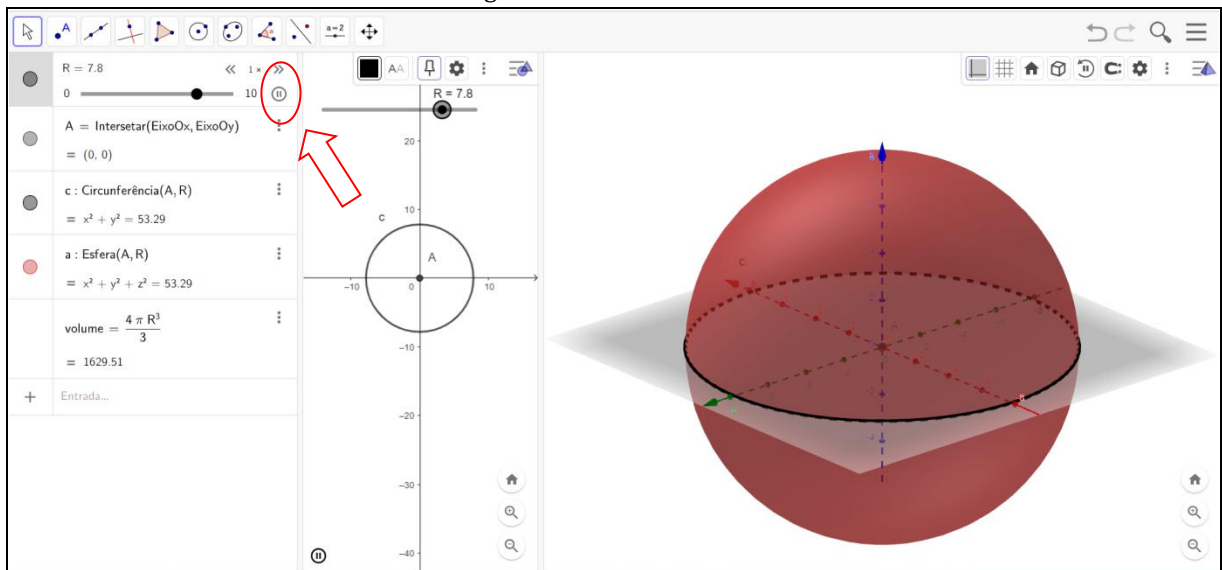 a=2
R = 7.8
1 ×
0
10
A = Intersetar(EixoOx, EixoOy)
= (0, 0)
c : Circunferência(A, R)
= x² + y² = 53.29
a : Esfera(A, R)
= x² + y² + z² = 53.29
volume = 4 π R³ / 3
= 1629.51
+ Entrada...
AA
R = 7.8
20
10
c
A
−10
0
10
−10
−20
−30
−40
C